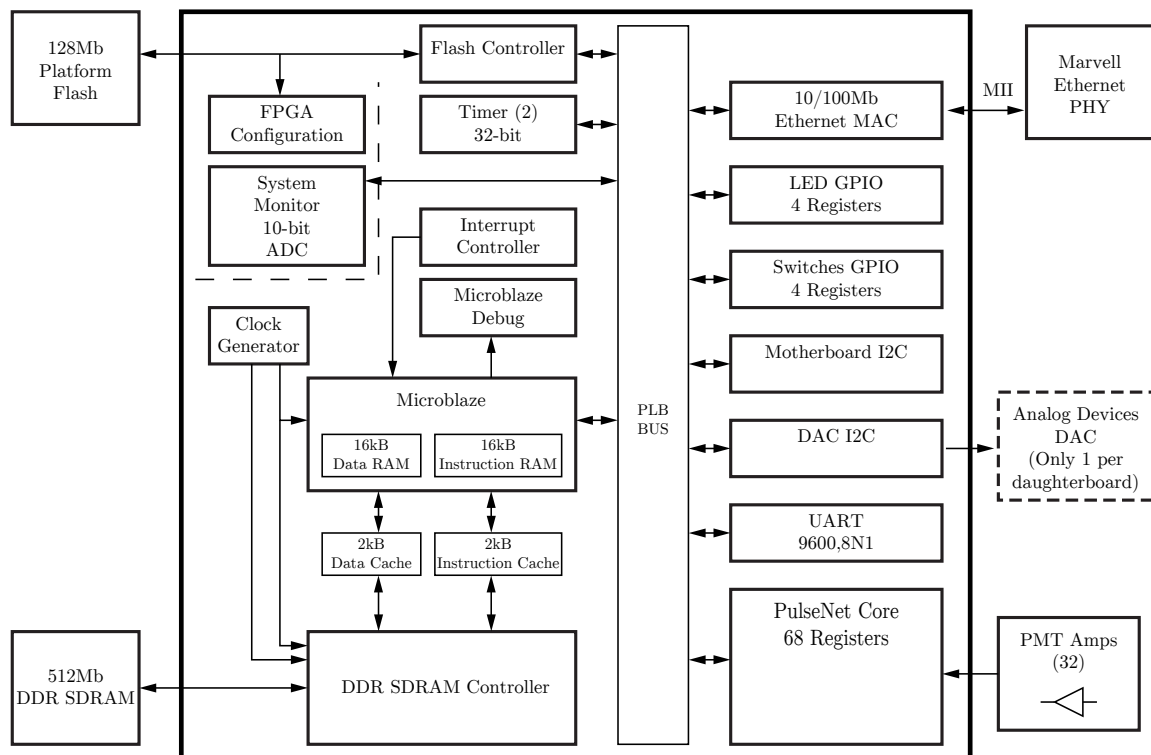 128Mb
Platform
Flash
Flash Controller
FPGA
Configuration
Timer (2)
32-bit
System
Monitor
10-bit
ADC
Interrupt
Controller
Microblaze
Debug
Clock
Generator
Microblaze
16kB
Data RAM
16kB
Instruction RAM
2kB
Data Cache
2kB
Instruction Cache
512Mb
DDR SDRAM
DDR SDRAM Controller
PLB
BUS
10/100Mb
Ethernet MAC
MII
Marvell
Ethernet
PHY
LED GPIO
4 Registers
Switches GPIO
4 Registers
Motherboard I2C
DAC I2C
Analog Devices
DAC
(Only 1 per
daughterboard)
UART
9600,8N1
PulseNet Core
68 Registers
PMT Amps
(32)